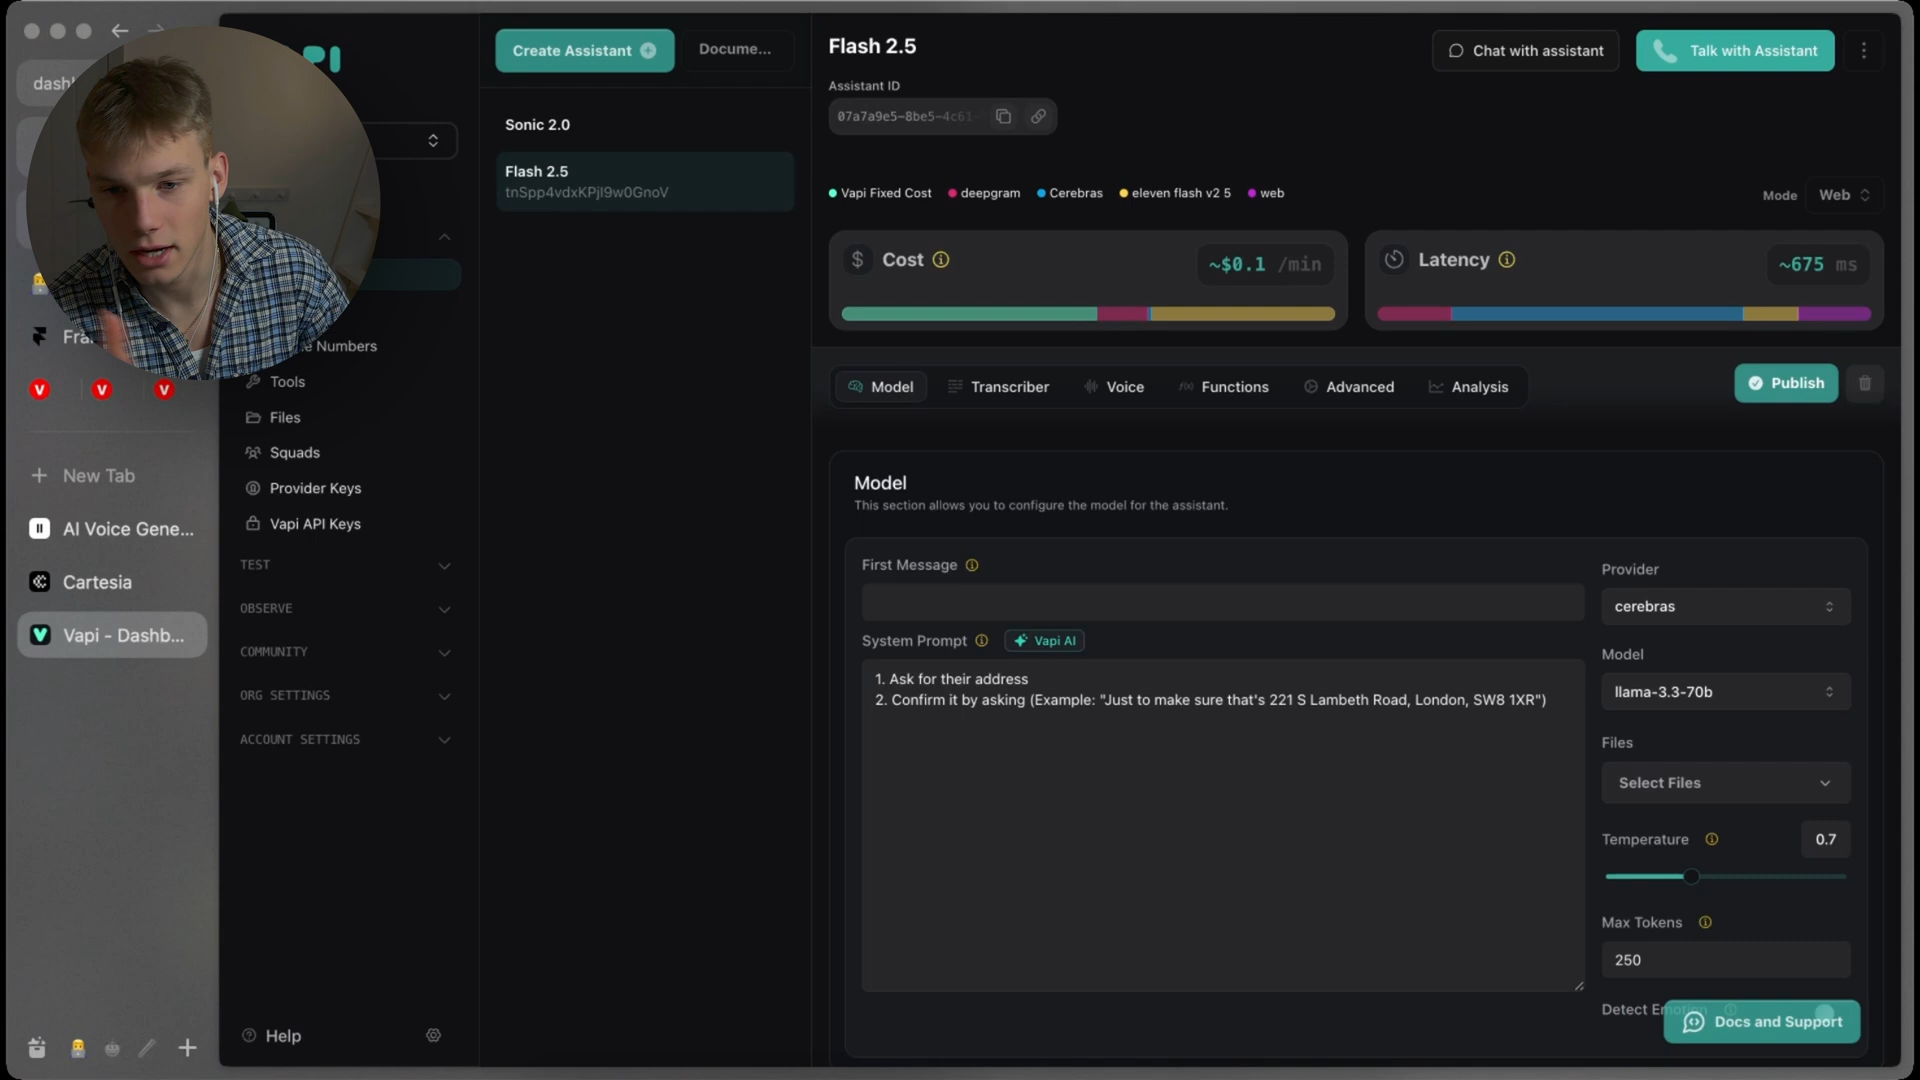 dash
Create Assistant
Docume...
Flash 2.5
Chat with assistant
Talk with Assistant
Assistant ID
07a7a9e5-8be5-4c61-
Sonic 2.0
Flash 2.5
tnSpp4vdxKPjI9w0GnoV
Vapi Fixed Cost
deepgram
Cerebras
eleven flash v2 5
web
Mode
Web
Cost
~$0.1 /min
Latency
~675 ms
Numbers
Tools
Files
Squads
Provider Keys
Vapi API Keys
TEST
OBSERVE
COMMUNITY
ORG SETTINGS
ACCOUNT SETTINGS
Help
New Tab
AI Voice Gene...
Cartesia
Vapi - Dashb...
Model
Transcriber
Voice
Functions
Advanced
Analysis
Publish
Model
This section allows you to configure the model for the assistant.
First Message
System Prompt
Vapi AI
1. Ask for their address
2. Confirm it by asking (Example: "Just to make sure that's 221 S Lambeth Road, London, SW8 1XR")
Provider
cerebras
Model
llama-3.3-70b
Files
Select Files
Temperature
0.7
Max Tokens
250
Detect Emotion
Docs and Support